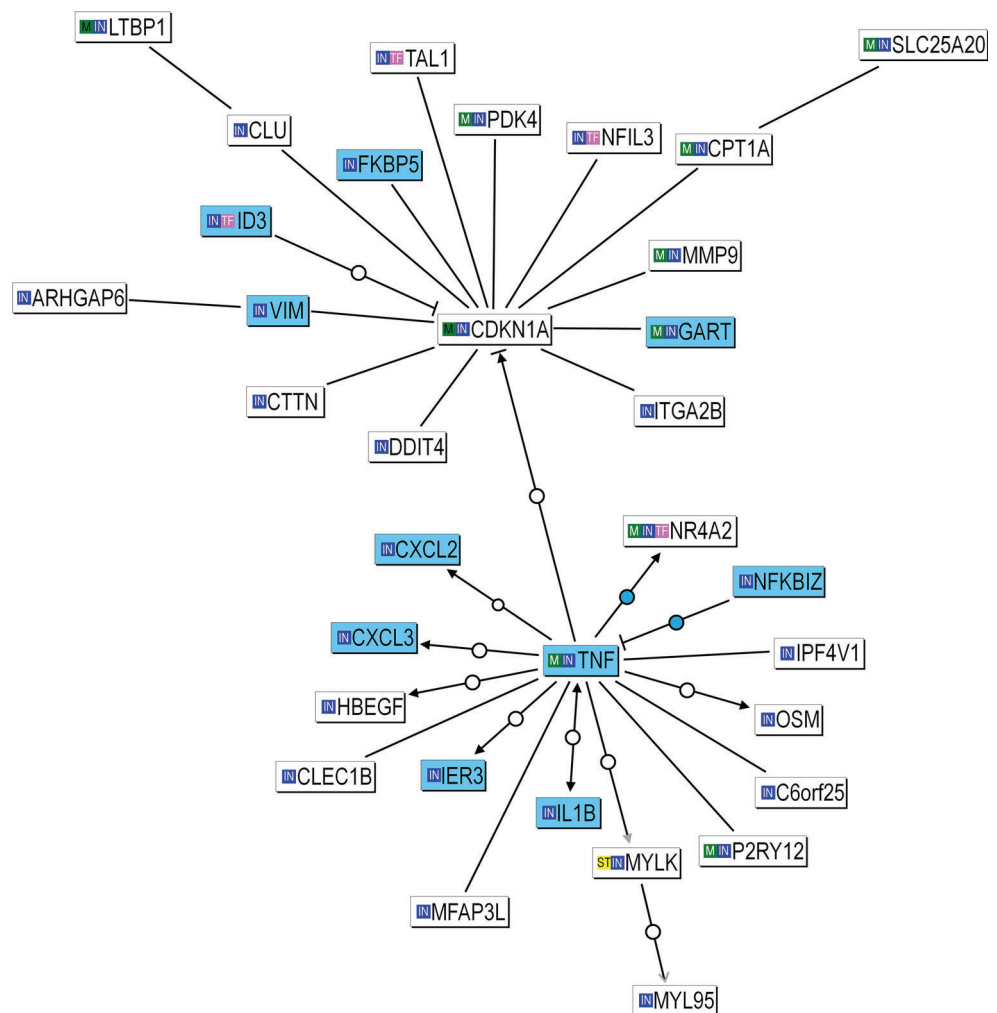 M IN LTBP1
IN TF TAL1
M IN SLC25A20
M IN PDK4
IN CLU
IN TF NFIL3
M IN CPT1A
IN FKBP5
IN TF ID3
M IN MMP9
IN ARHGAP6
IN VIM
M IN CDKN1A
M IN GART
IN CTTN
IN ITGA2B
IN DDIT4
M IN TF NR4A2
IN CXCL2
IN NFKBIZ
IN CXCL3
M IN TNF
IN IPF4V1
IN HBEGF
IN OSM
IN CLEC1B
IN IER3
IN C6orf25
IN IL1B
M IN P2RY12
ST IN MYLK
IN MFAP3L
IN MYL95